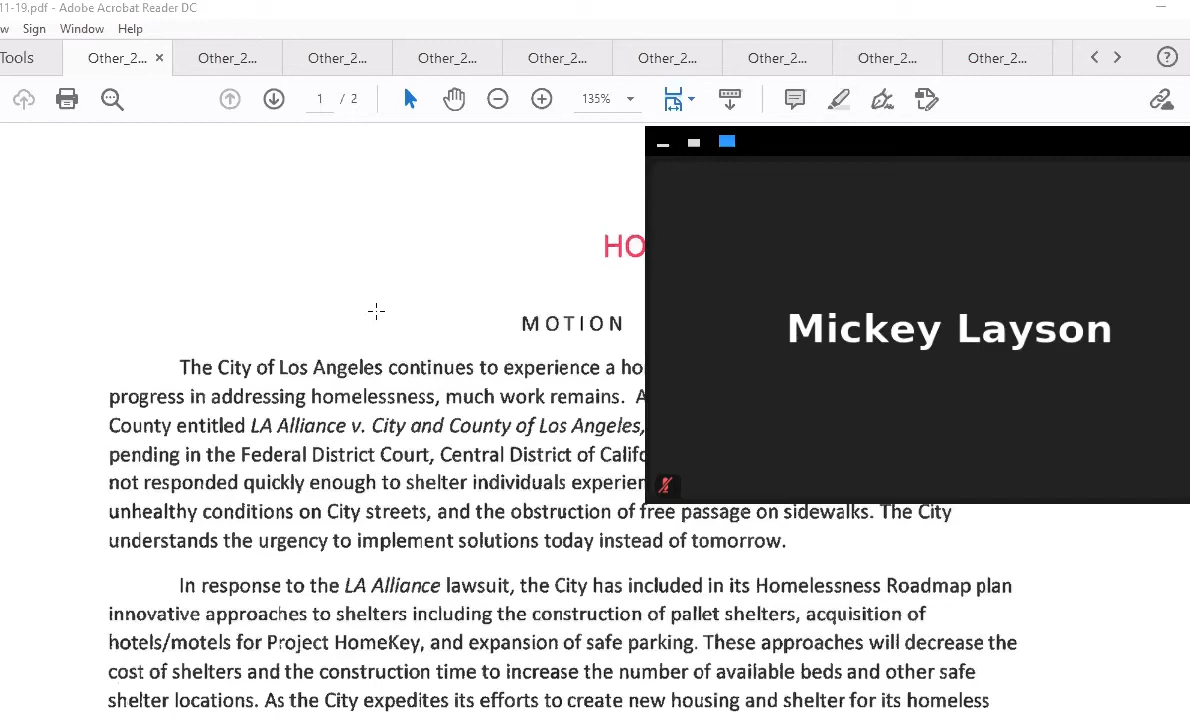 11-19.pdf - Adobe Acrobat Reader DC
w Sign Window Help
Tools Other_2... × Other_2... Other_2... Other_2... Other_2... Other_2... Other_2... Other_2... Other_2... ?
1 / 2 135%
HO
MOTION
Mickey Layson
The City of Los Angeles continues to experience a ho
progress in addressing homelessness, much work remains. A
County entitled LA Alliance v. City and County of Los Angeles,
pending in the Federal District Court, Central District of Califo
not responded quickly enough to shelter individuals experien
unhealthy conditions on City streets, and the obstruction of free passage on sidewalks. The City
understands the urgency to implement solutions today instead of tomorrow.
In response to the LA Alliance lawsuit, the City has included in its Homelessness Roadmap plan
innovative approaches to shelters including the construction of pallet shelters, acquisition of
hotels/motels for Project HomeKey, and expansion of safe parking. These approaches will decrease the
cost of shelters and the construction time to increase the number of available beds and other safe
shelter locations. As the City expedites its efforts to create new housing and shelter for its homeless